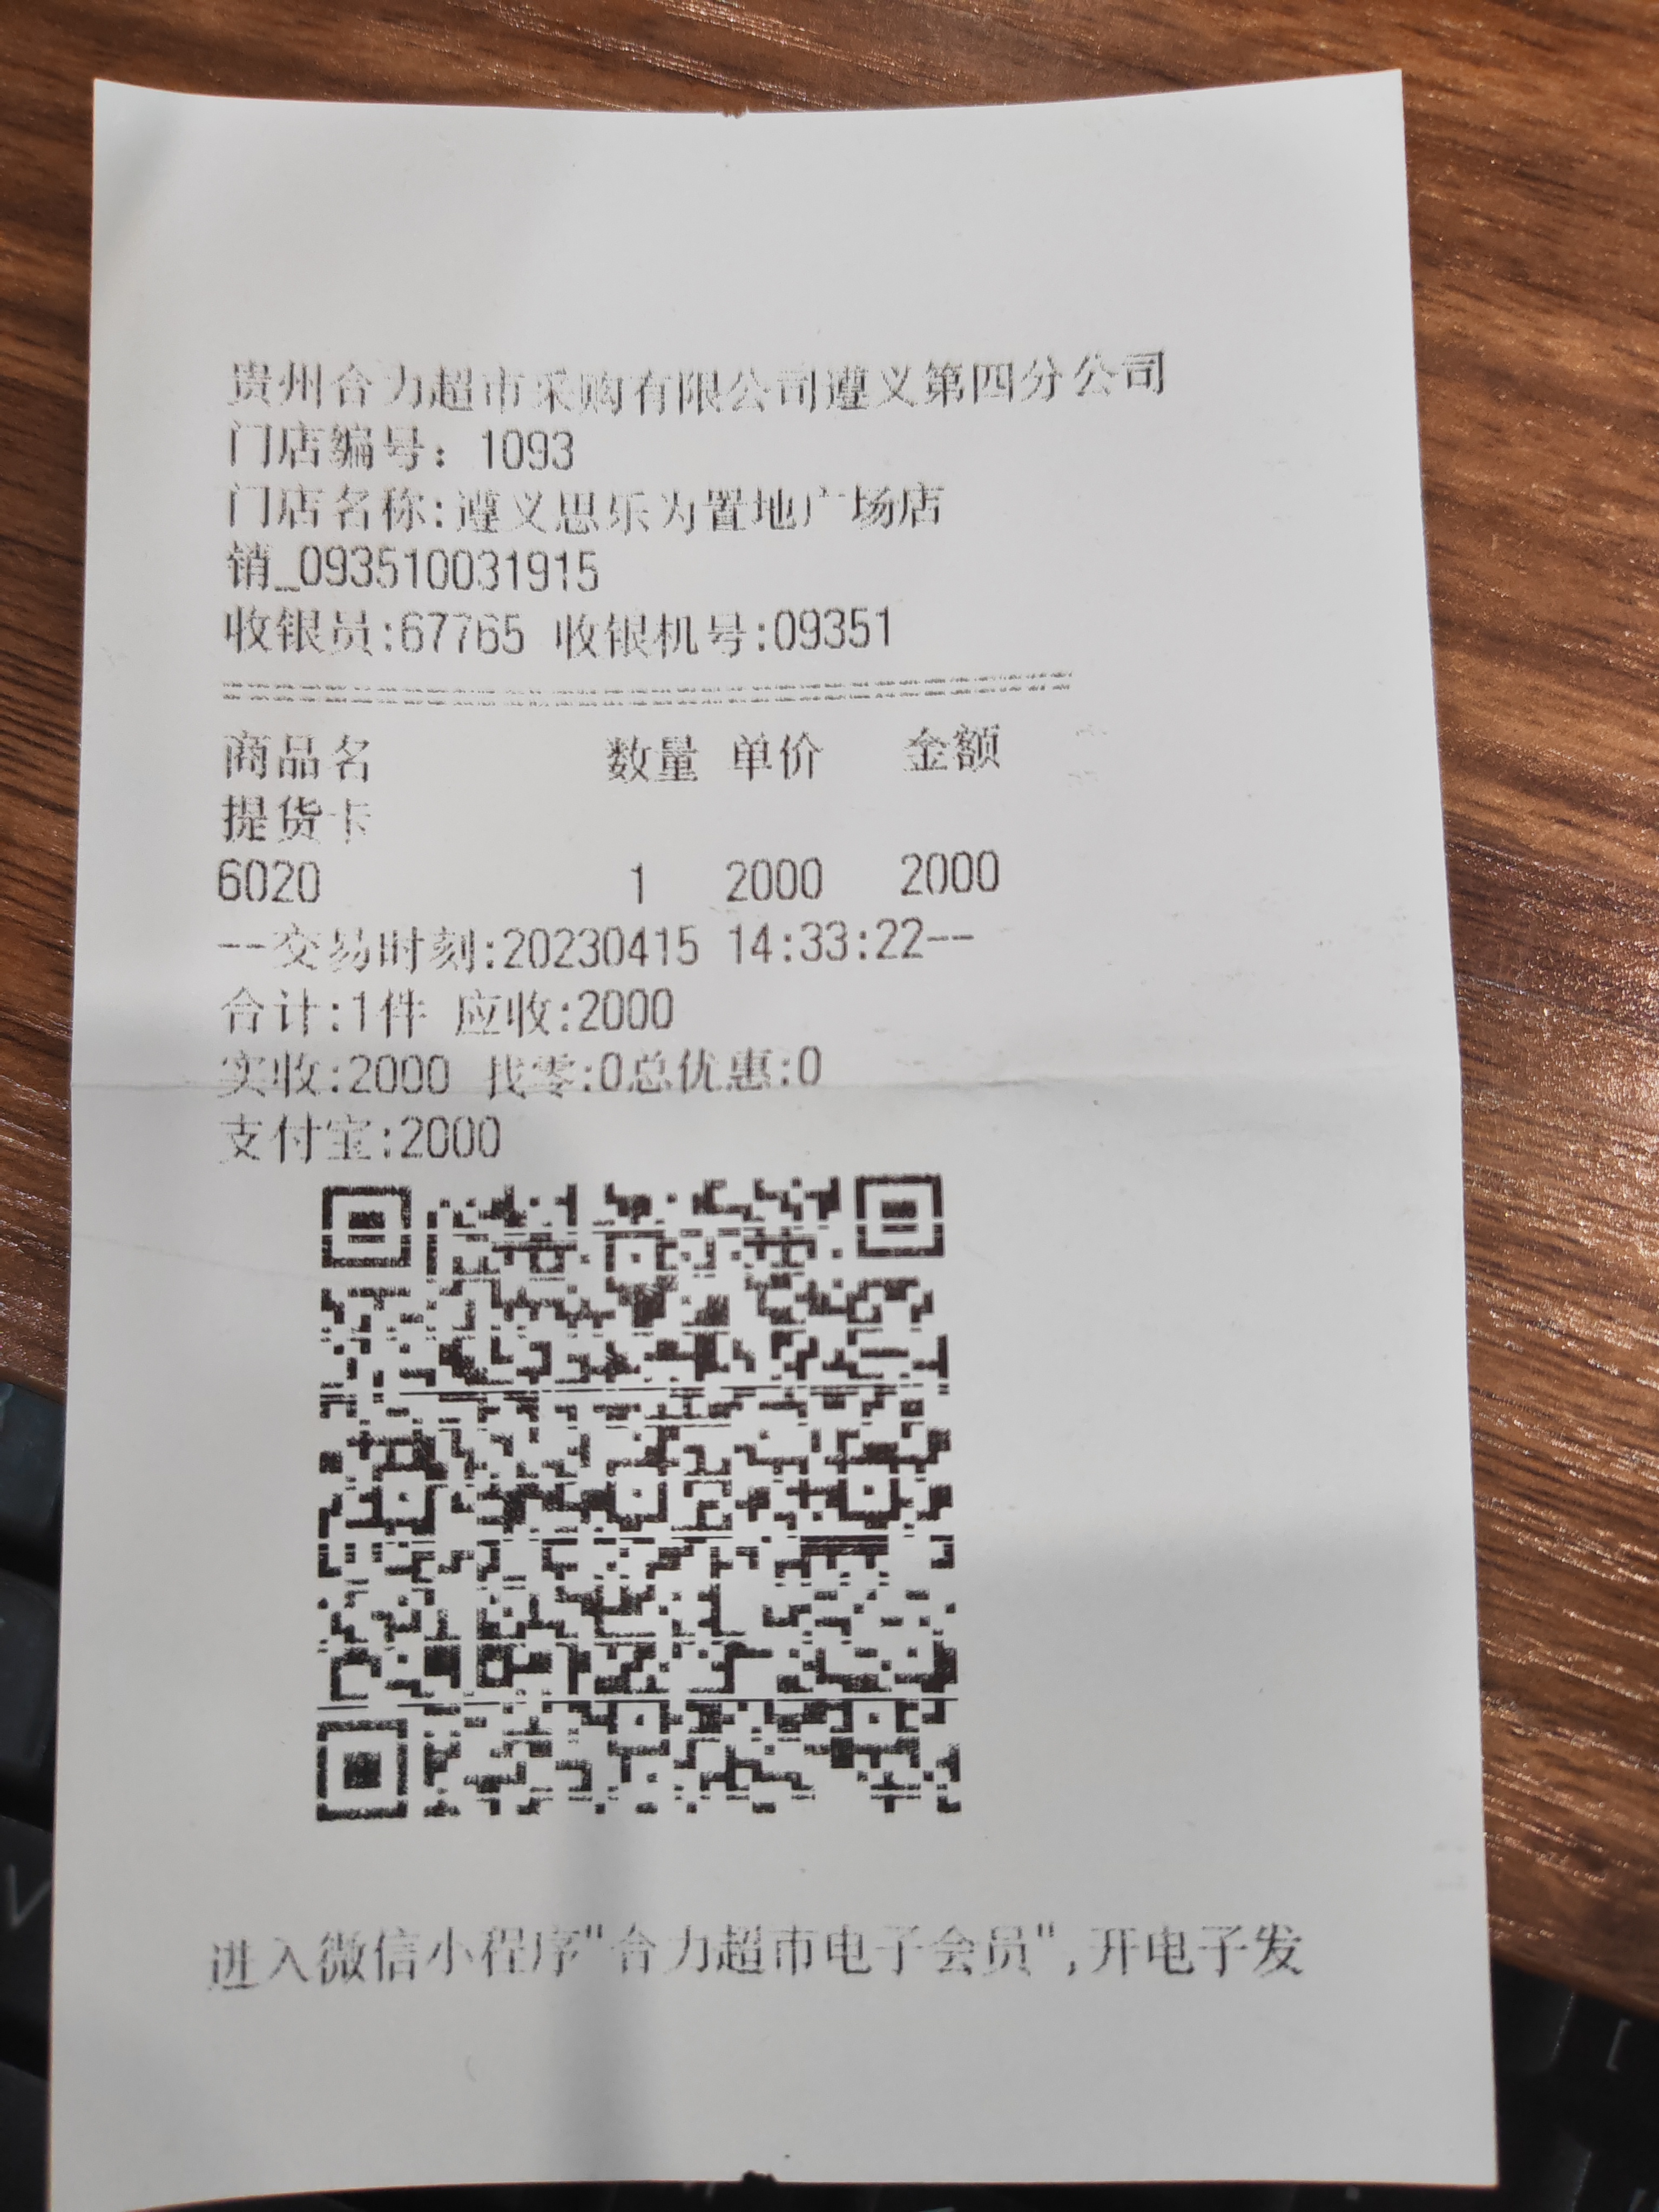 贵州合力超市采购有限公司遵义第四分公司
门店编号：1093
门店名称:遵义思乐为置地广场店
销_093510031915
收银员:67765 收银机号:09351
商品名 数量 单价 金额
提货卡
6020 1 2000 2000
--交易时刻:20230415 14:33:22--
合计:1件 应收:2000
实收:2000 找零:0总优惠:0
支付宝:2000
进入微信小程序"合力超市电子会员",开电子发